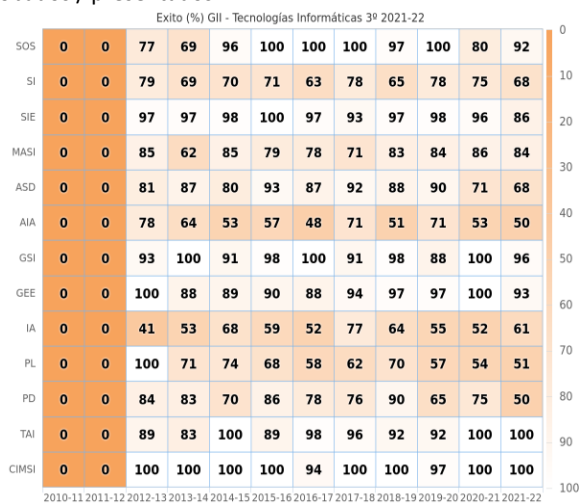 Exito (%) GII - Tecnologías Informáticas 3º 2021-22
SOS 0 0 77 69 96 100 100 100 97 100 80 92
SI 0 0 79 69 70 71 63 78 65 78 75 68
SIE 0 0 97 97 98 100 97 93 97 98 96 86
MASI 0 0 85 62 85 79 78 71 83 84 86 84
ASD 0 0 81 87 80 93 87 92 88 90 71 68
AIA 0 0 78 64 53 57 48 71 51 71 53 50
GSI 0 0 93 100 91 98 100 91 98 88 100 96
GEE 0 0 100 88 89 90 88 94 97 97 100 93
IA 0 0 41 53 68 59 52 77 64 55 52 61
PL 0 0 100 71 74 68 58 62 70 57 54 51
PD 0 0 84 83 70 86 78 76 90 65 75 50
TAI 0 0 89 83 100 89 98 96 92 92 100 100
CIMSI 0 0 100 100 100 100 94 100 100 97 100 100
2010-11 2011-12 2012-13 2013-14 2014-15 2015-16 2016-17 2017-18 2018-19 2019-20 2020-21 2021-22
0
10
20
30
40
50
60
70
80
90
100